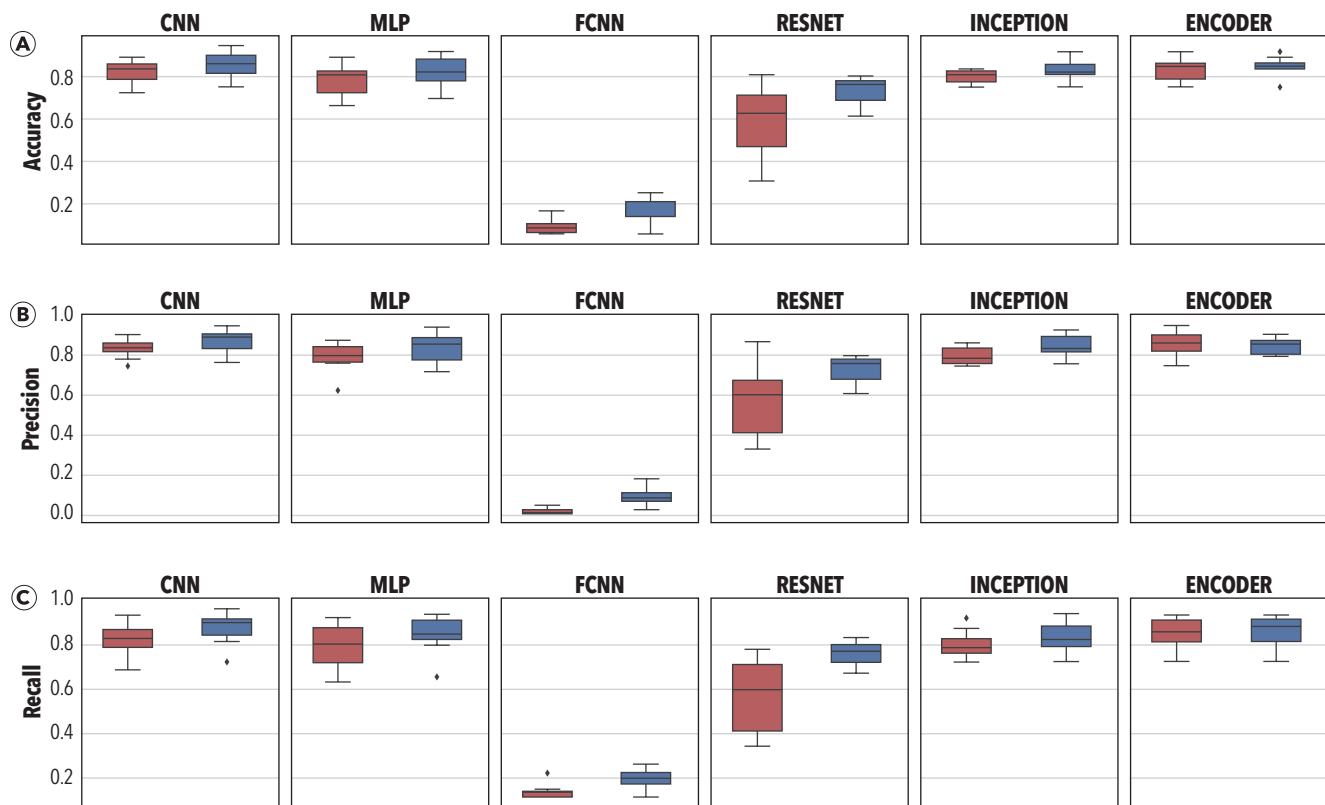 CNN MLP FCNN RESNET INCEPTION ENCODER
A
Accuracy
0.8
0.6
0.4
0.2
CNN MLP FCNN RESNET INCEPTION ENCODER
B
Precision
1.0
0.8
0.6
0.4
0.2
0.0
CNN MLP FCNN RESNET INCEPTION ENCODER
C
Recall
1.0
0.8
0.6
0.4
0.2